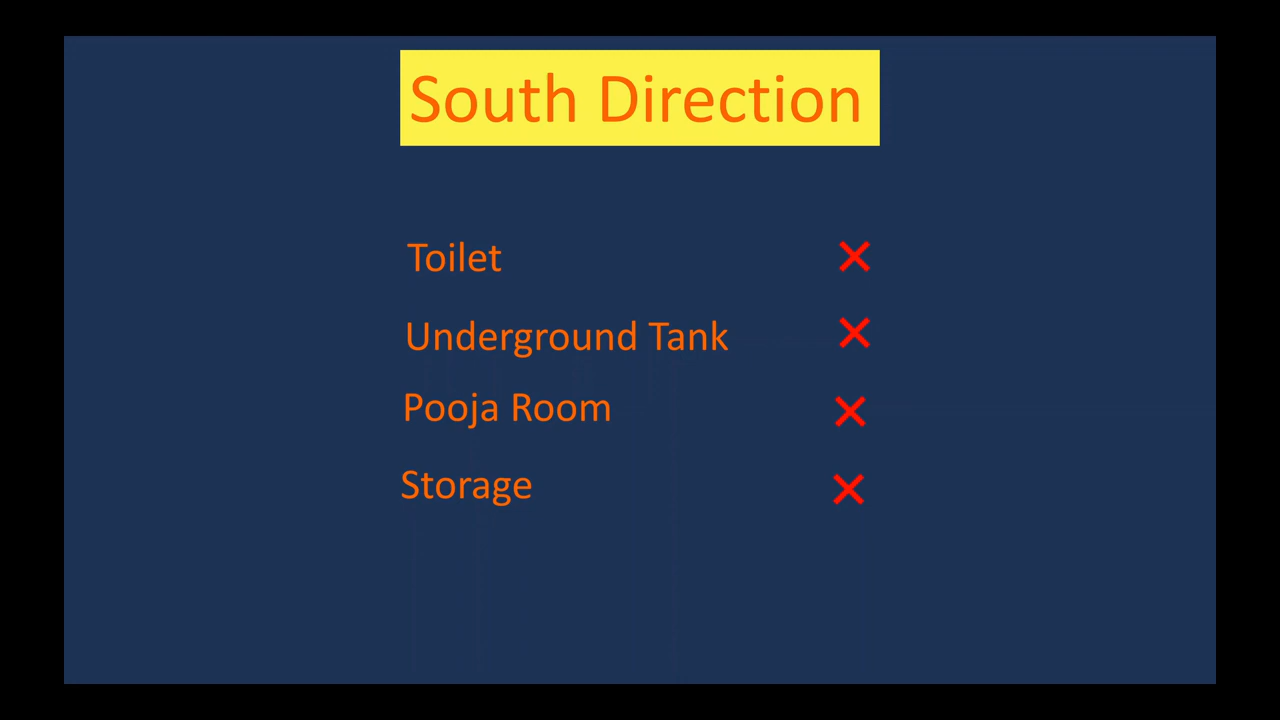 South Direction
Toilet ✕
Underground Tank ✕
Pooja Room ✕
Storage ✕